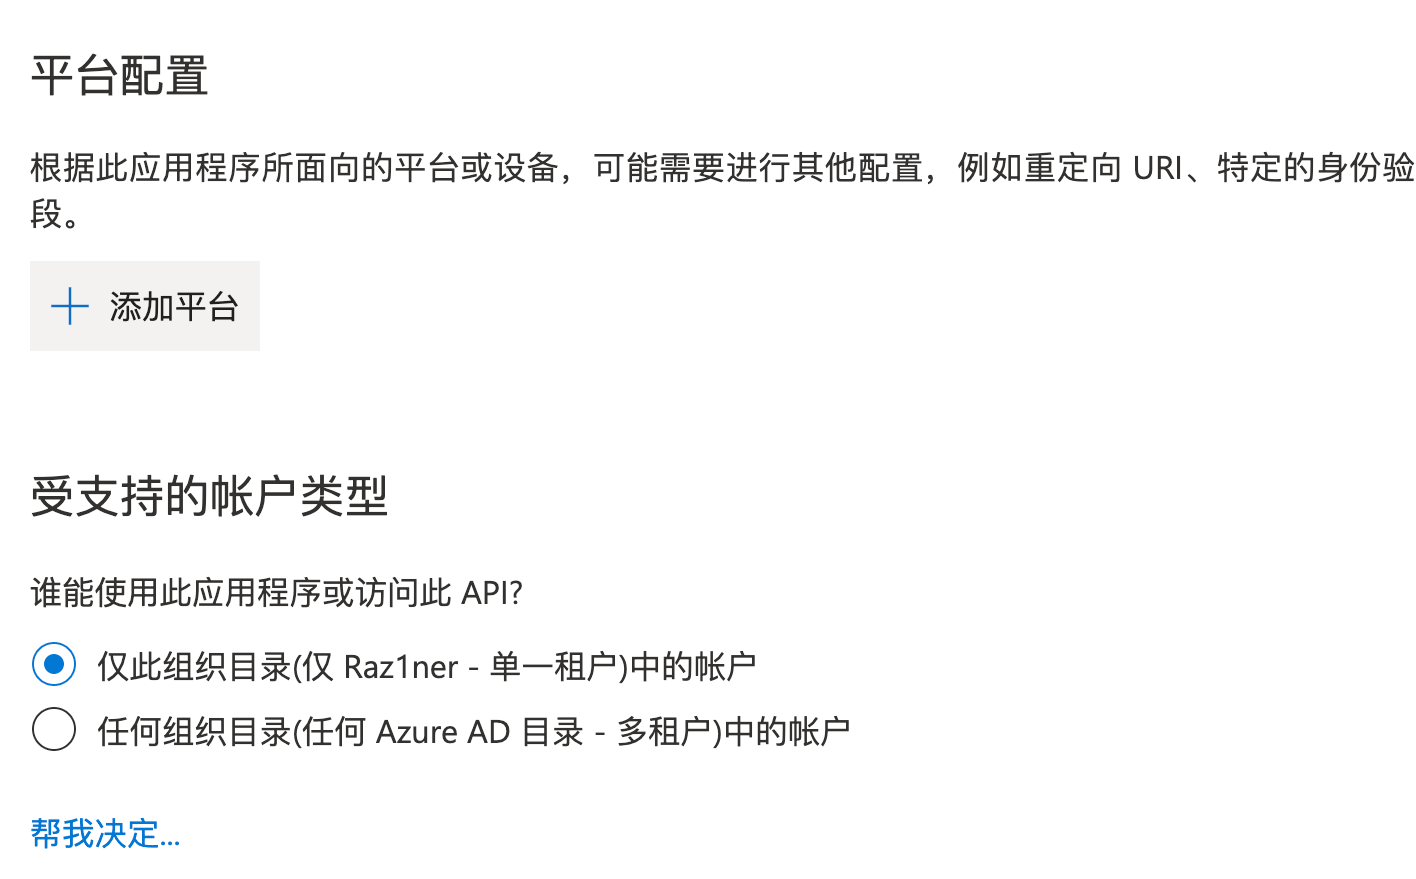 平台配置
根据此应用程序所面向的平台或设备，可能需要进行其他配置，例如重定向 URI、特定的身份验
段。
添加平台
受支持的帐户类型
谁能使用此应用程序或访问此 API?
仅此组织目录(仅 Raz1ner - 单一租户)中的帐户
任何组织目录(任何 Azure AD 目录 - 多租户)中的帐户
帮我决定...